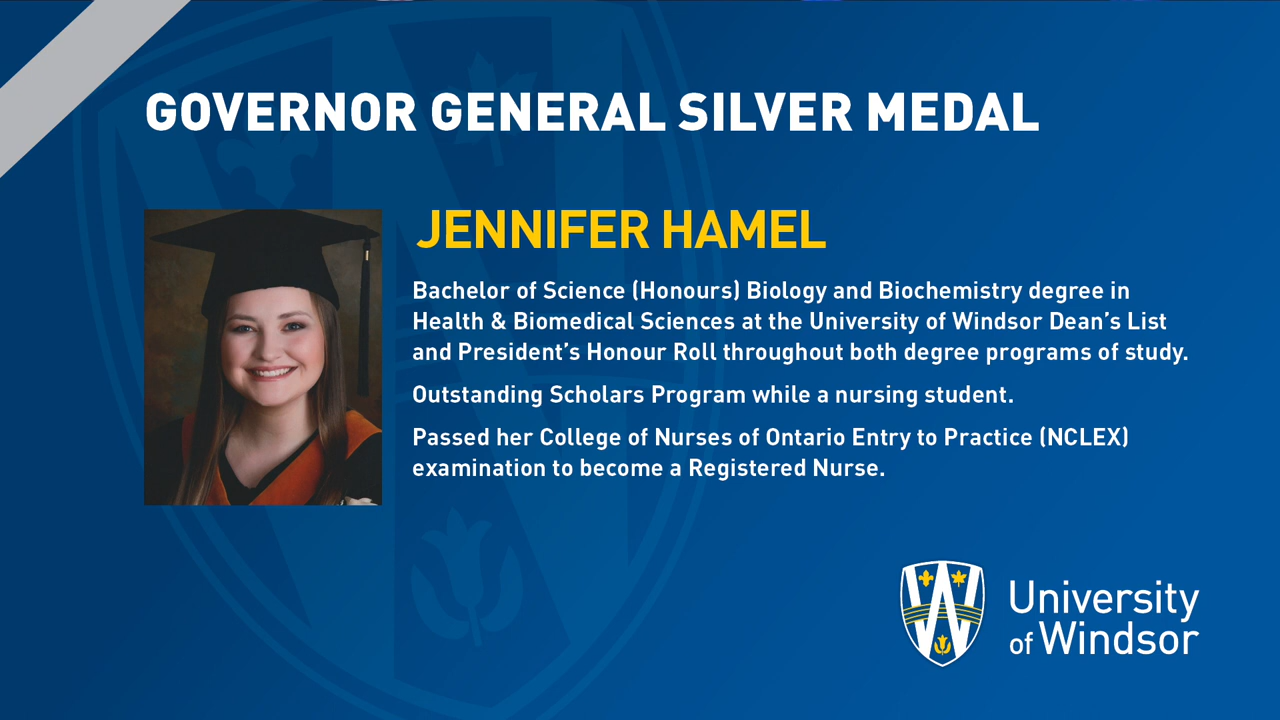 GOVERNOR GENERAL SILVER MEDAL
JENNIFER HAMEL
Bachelor of Science (Honours) Biology and Biochemistry degree in
Health & Biomedical Sciences at the University of Windsor Dean’s List
and President’s Honour Roll throughout both degree programs of study.
Outstanding Scholars Program while a nursing student.
Passed her College of Nurses of Ontario Entry to Practice (NCLEX)
examination to become a Registered Nurse.
University
of Windsor